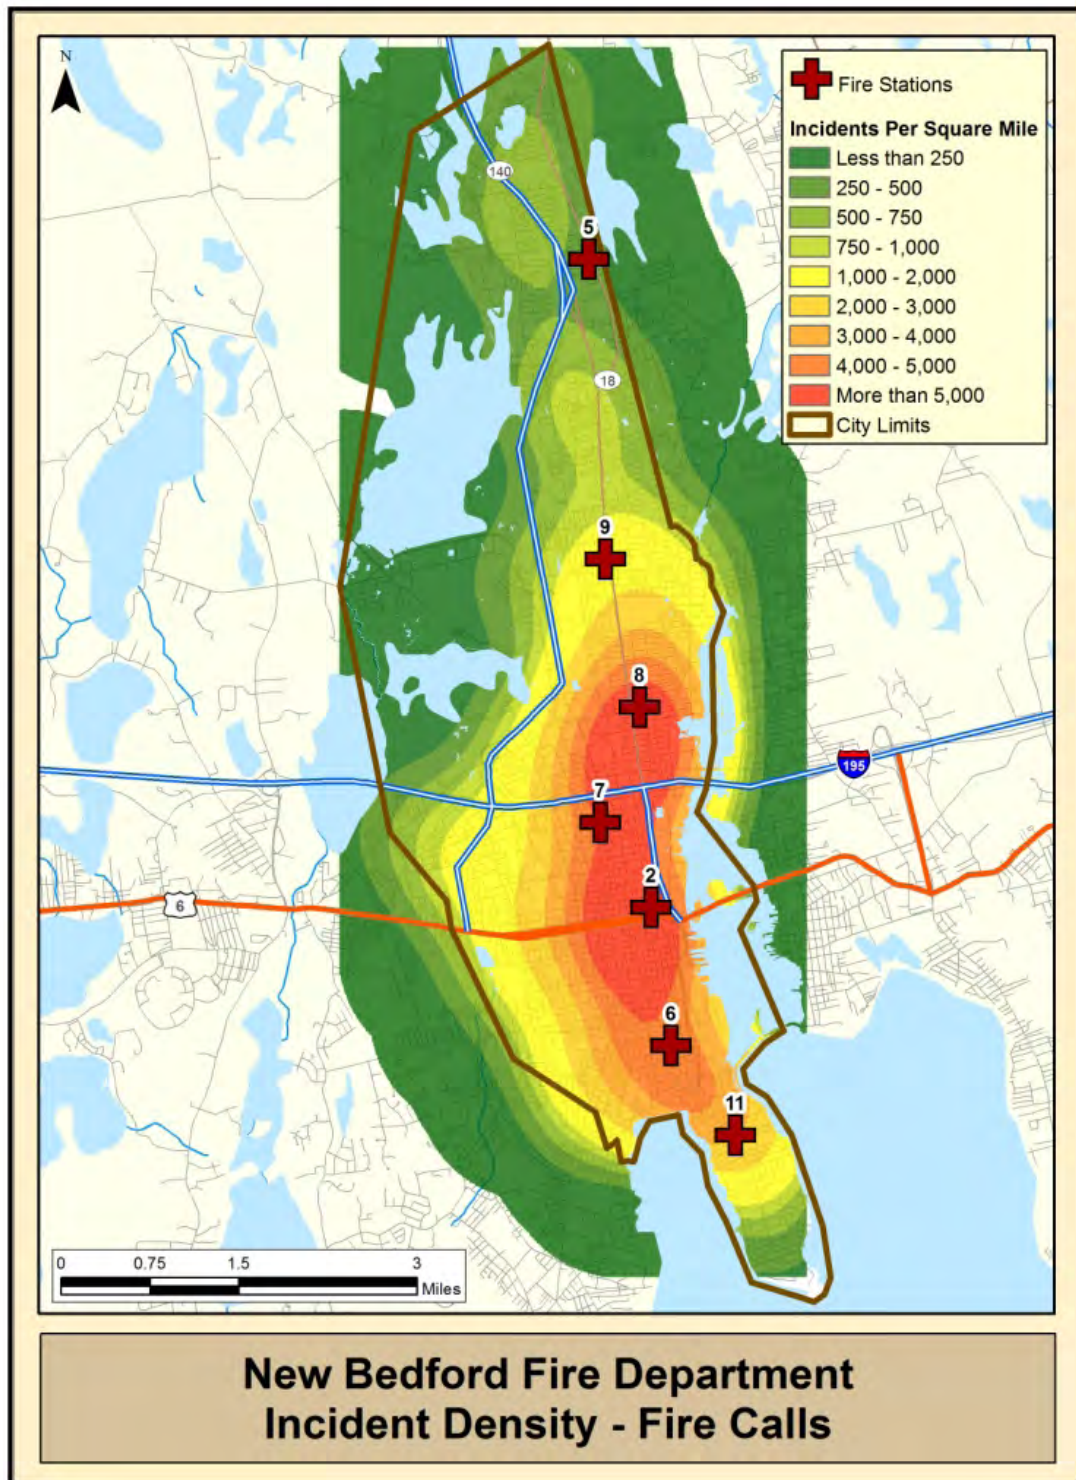 N
Fire Stations
Incidents Per Square Mile
Less than 250
250 - 500
500 - 750
750 - 1,000
1,000 - 2,000
2,000 - 3,000
3,000 - 4,000
4,000 - 5,000
More than 5,000
City Limits
140
5
18
9
8
195
7
2
6
6
11
0 0.75 1.5 3
Miles
New Bedford Fire Department
Incident Density - Fire Calls